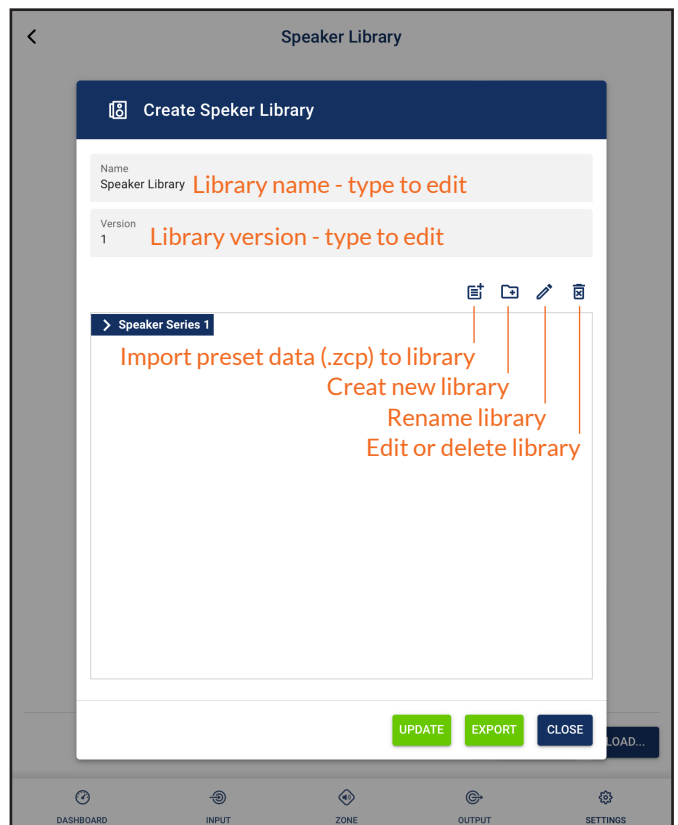 Speaker Library
Create Speker Library
Name
Speaker Library Library name - type to edit
Version
1 Library version - type to edit
Speaker Series 1
Import preset data (.zcp) to library
Creat new library
Rename library
Edit or delete library
UPDATE EXPORT CLOSE
LOAD...
DASHBOARD INPUT ZONE OUTPUT SETTINGS